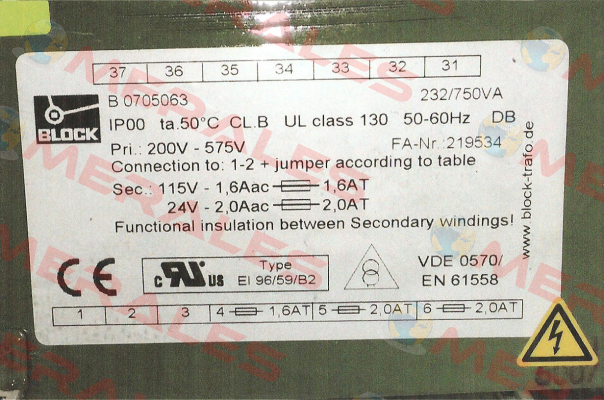 37 36 35 34 33 32 31
BLOCK
B 0705063 232/750VA
IP00 ta.50°C CL.B UL class 130 50-60Hz DB
Pri.: 200V - 575V FA-Nr.:219534
Connection to: 1-2 + jumper according to table
Sec.: 115V - 1,6Aac 1,6AT
24V - 2,0Aac 2,0AT
Functional insulation between Secondary windings!
www.block-trafo.de
CE
c RU US
Type
EI 96/59/B2
VDE 0570/
EN 61558
1 2 3 4 1,6AT 5 2,0AT 6 2,0AT
MERALES